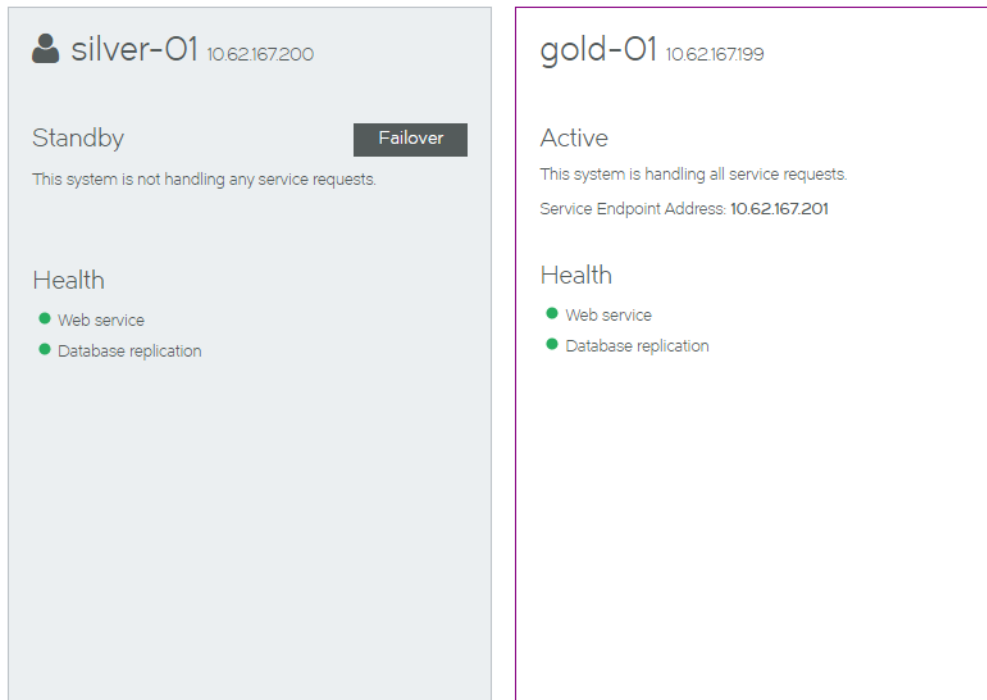 silver-01 10.62.167.200
Standby
Failover
This system is not handling any service requests.
Health
Web service
Database replication
gold-01 10.62.167.199
Active
This system is handling all service requests.
Service Endpoint Address: 10.62.167.201
Health
Web service
Database replication